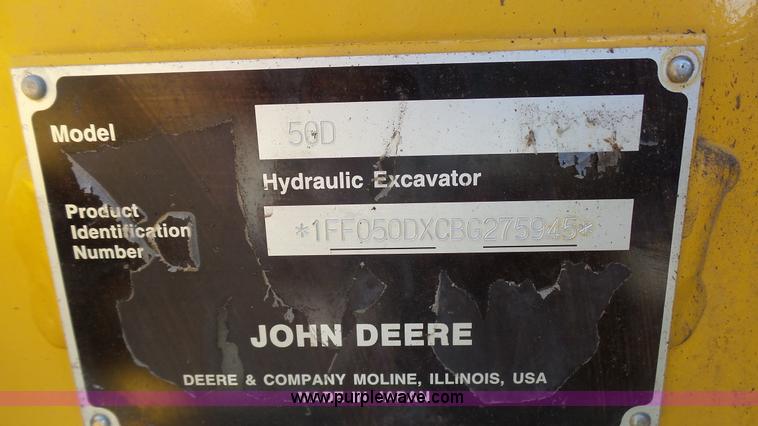 Model 50D
Hydraulic Excavator
Product
Identification
Number
*1FF050DXCBG275945*
JOHN DEERE
DEERE & COMPANY MOLINE, ILLINOIS, USA
www.purplewave.com